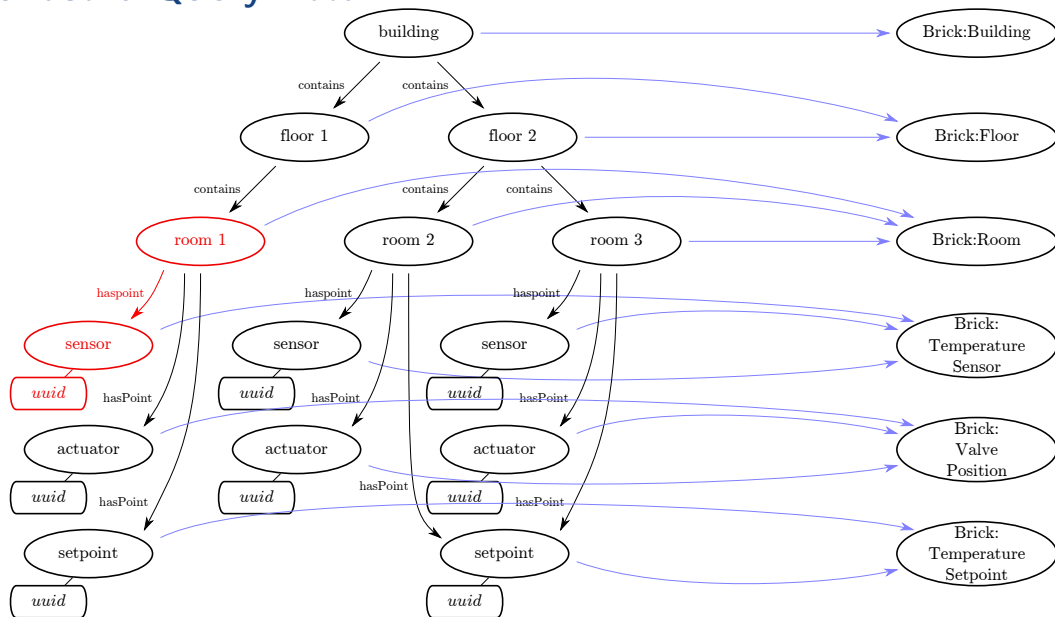 building
Brick:Building
contains
contains
floor 1
floor 2
Brick:Floor
contains
contains
contains
room 1
room 2
room 3
Brick:Room
haspoint
haspoint
haspoint
sensor
sensor
sensor
Brick:
Temperature
Sensor
uuid
uuid
uuid
hasPoint
hasPoint
hasPoint
actuator
actuator
actuator
Brick:
Valve
Position
uuid
uuid
uuid
hasPoint
hasPoint
hasPoint
setpoint
setpoint
Brick:
Temperature
Setpoint
uuid
uuid